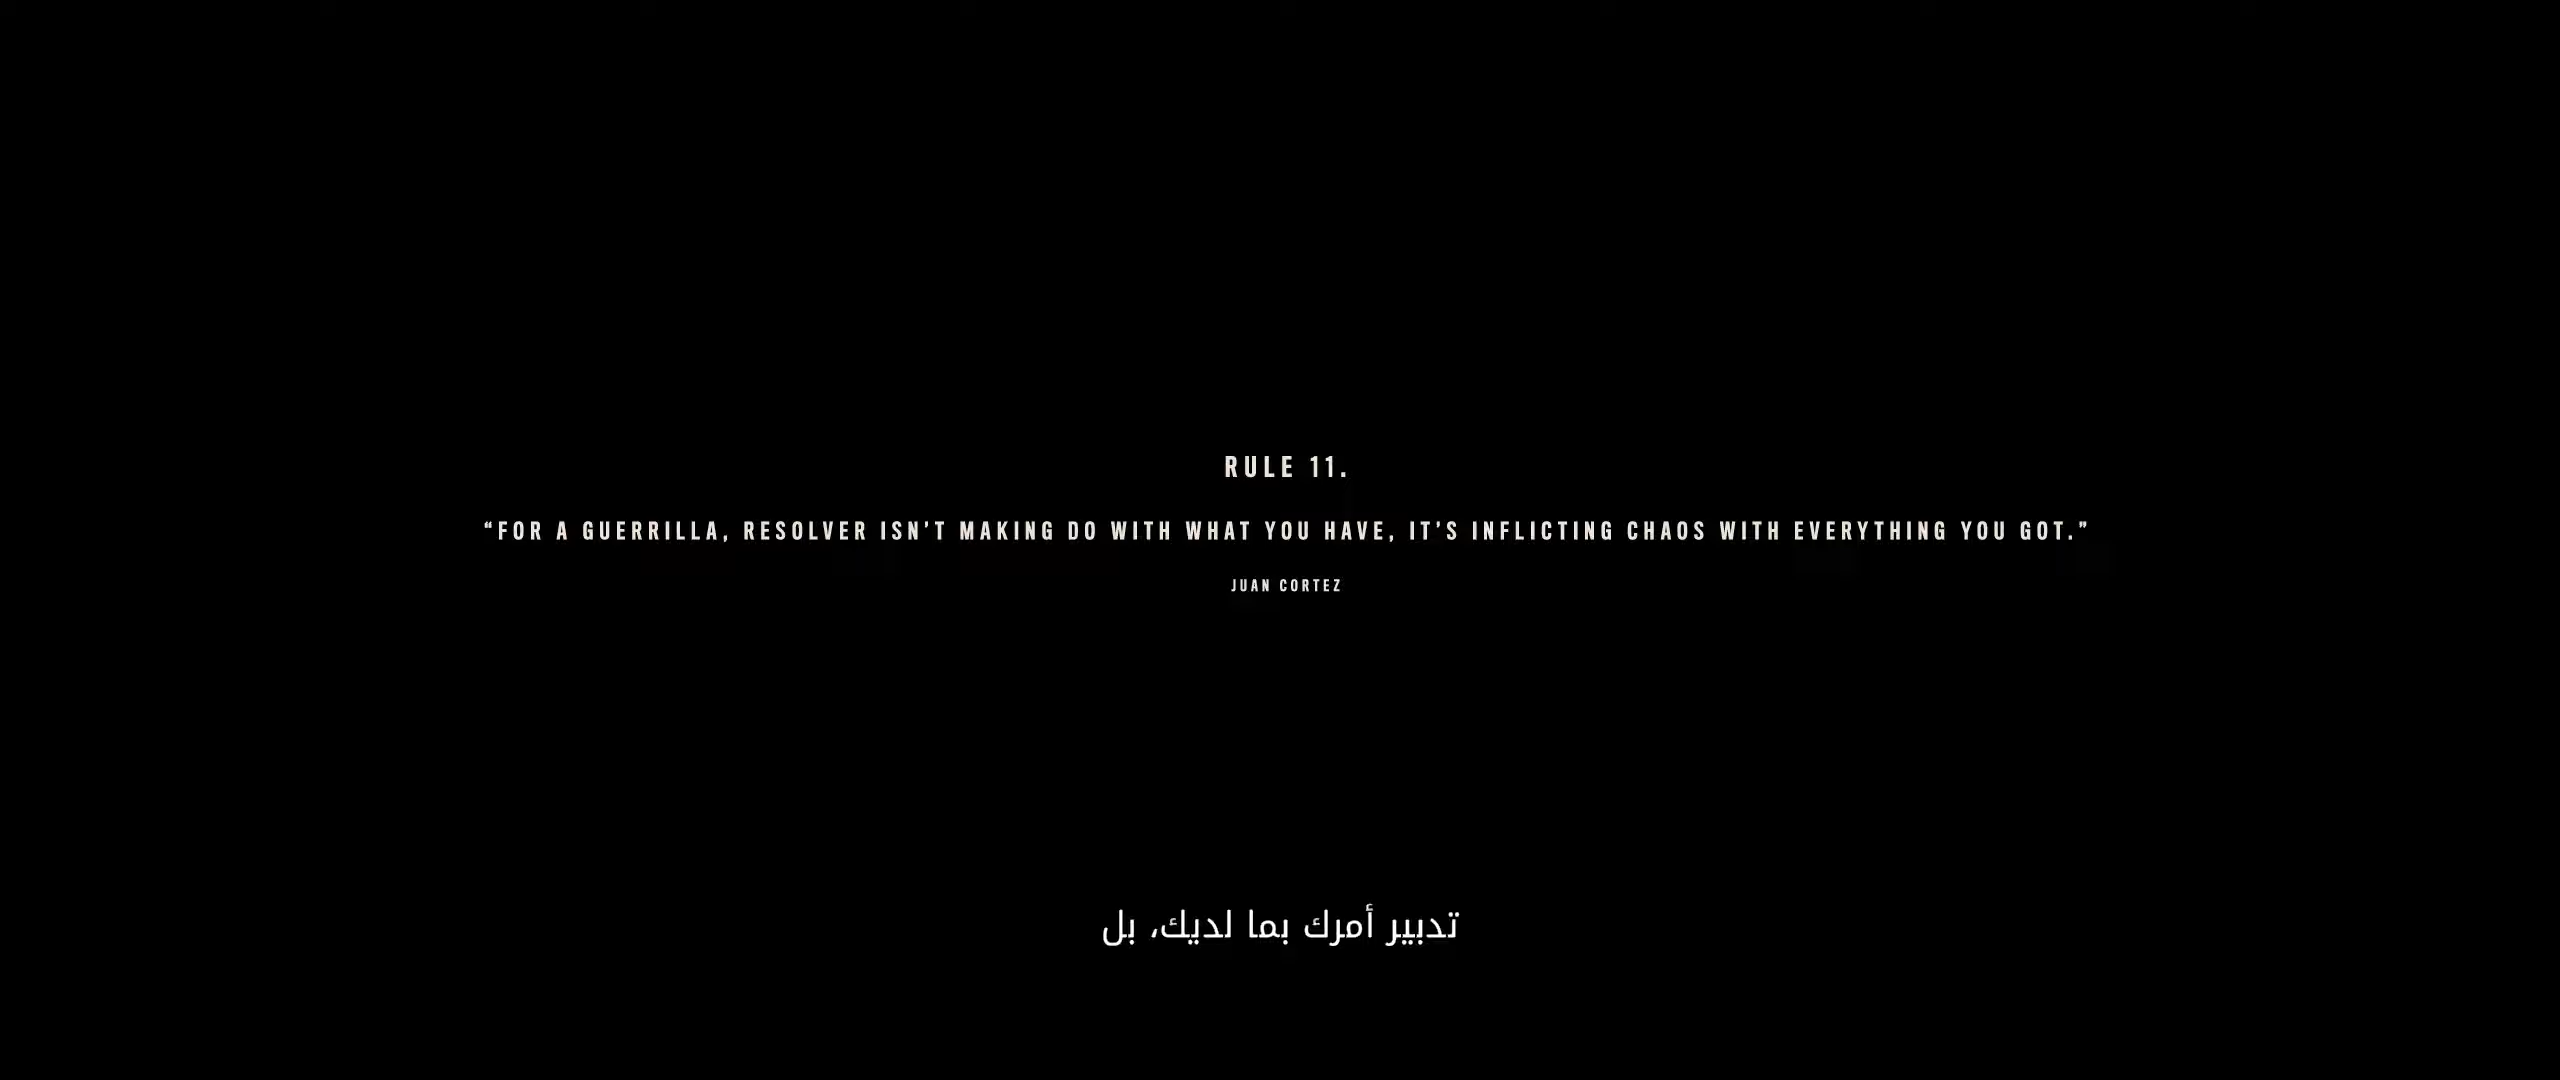 RULE 11.
“FOR A GUERRILLA, RESOLVER ISN’T MAKING DO WITH WHAT YOU HAVE, IT’S INFLICTING CHAOS WITH EVERYTHING YOU GOT.”
JUAN CORTEZ
تدبير أمرك بما لديك، بل